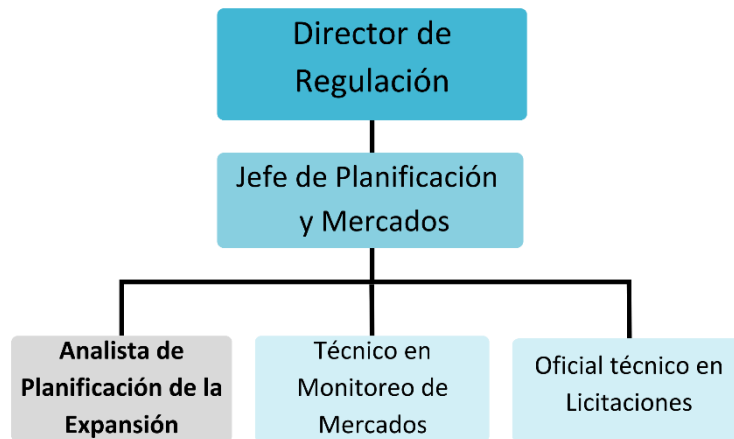 Director de
Regulación
Jefe de Planificación
y Mercados
Analista de
Planificación de la
Expansión
Técnico en
Monitoreo de
Mercados
Oficial técnico en
Licitaciones